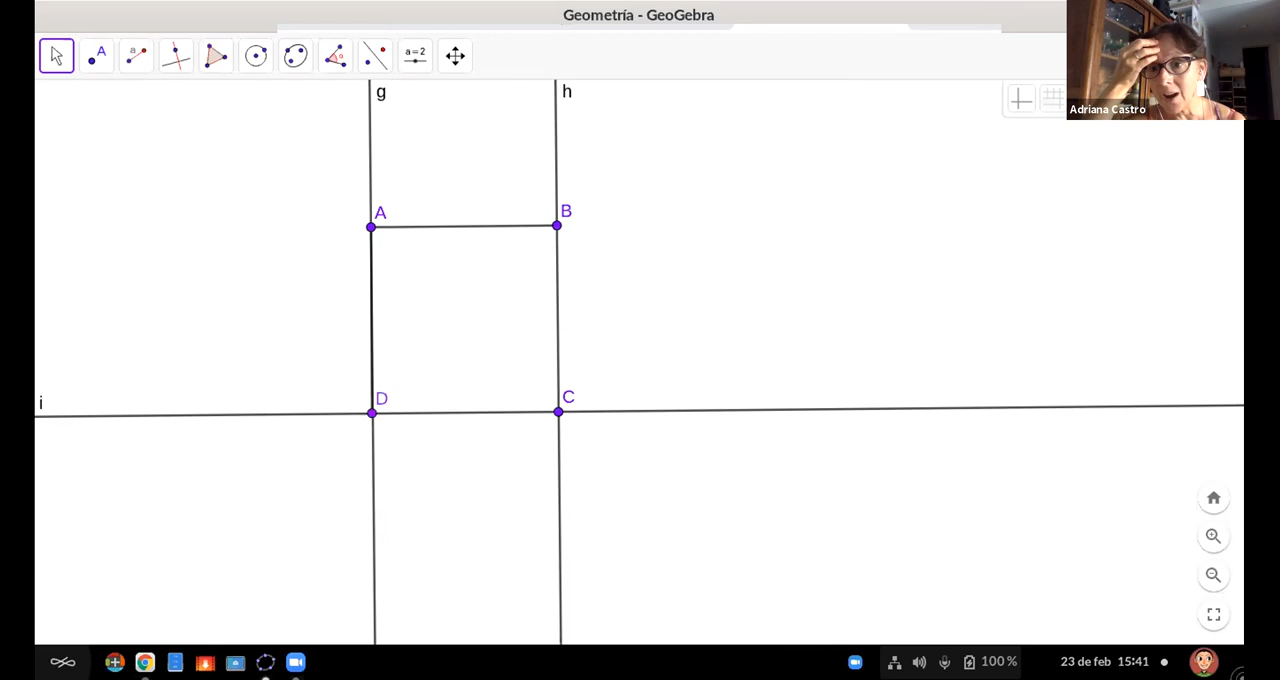 Geometría - GeoGebra
A
a
a=2
g
h
Adriana Castro
A
B
D
C
i
100 %
23 de feb 15:41